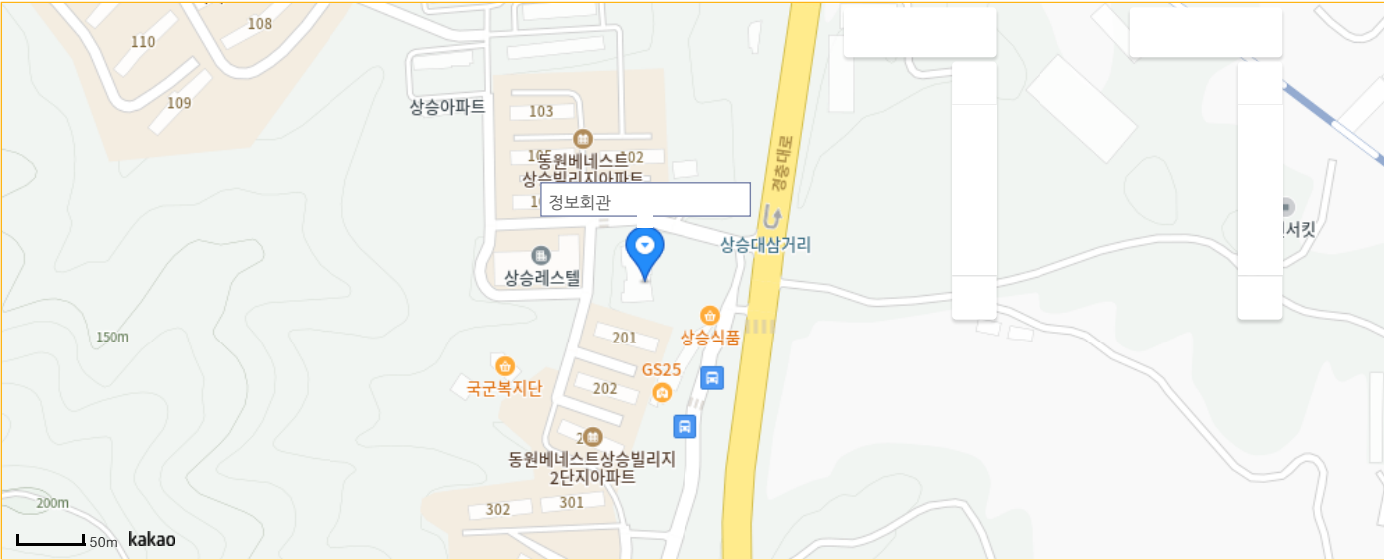 108
110
109
상승아파트
103
동원베네스트
상승빌리지아파트
정보회관
경충대로
상승대삼거리
상승레스텔
201
상승식품
150m
GS25
국군복지단
202
동원베네스트상승빌리지
2단지아파트
200m
302
301
50m
kakao